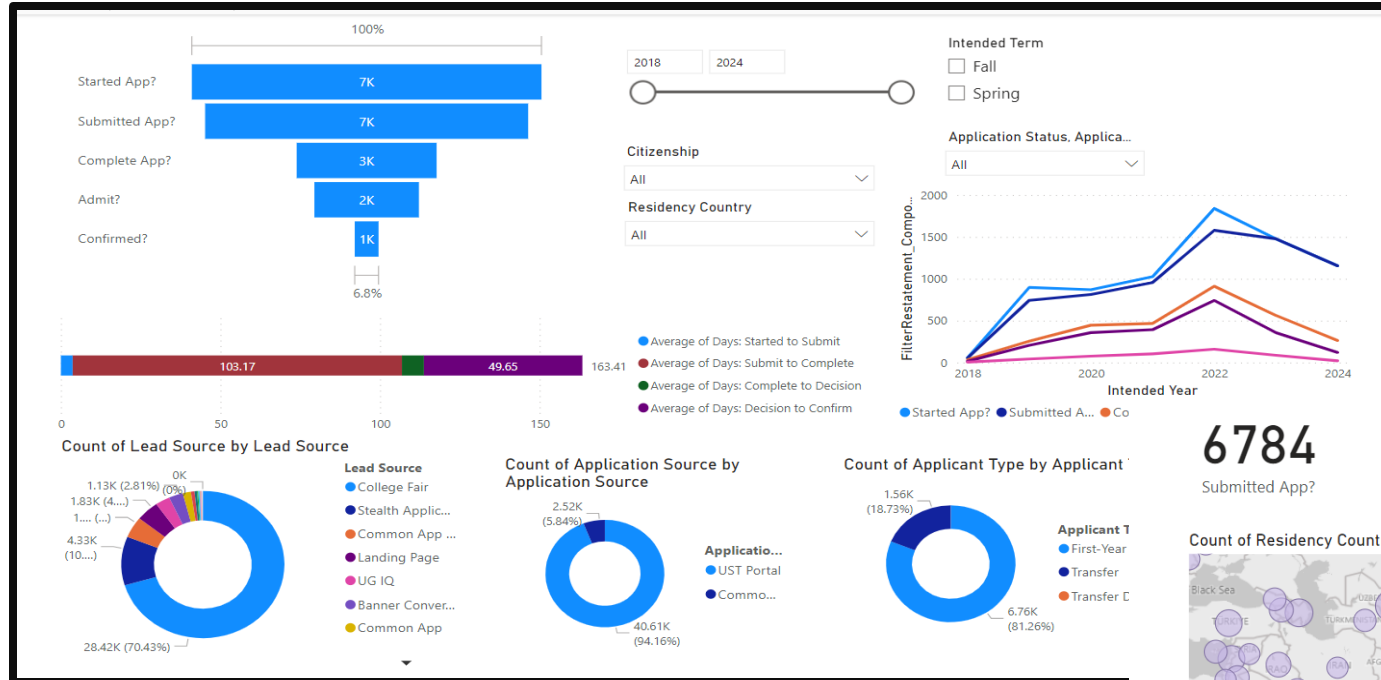 100%
Started App?
7K
Submitted App?
7K
Complete App?
3K
Admit?
2K
Confirmed?
1K
6.8%
2018
2024
Intended Term
Fall
Spring
Citizenship
All
Residency Country
All
Application Status, Applica...
All
FilterRestatement_Compo...
2000
1500
1000
500
0
2018
2020
2022
2024
Intended Year
Started App?
Submitted A...
Co
103.17
49.65
163.41
0
50
100
150
Average of Days: Started to Submit
Average of Days: Submit to Complete
Average of Days: Complete to Decision
Average of Days: Decision to Confirm
Count of Lead Source by Lead Source
0K
(0%)
1.13K (2.81%)
1.83K (4....)
1.... (...)
4.33K
(10....)
28.42K (70.43%)
Lead Source
College Fair
Stealth Applic...
Common App ...
Landing Page
UG IQ
Banner Conver...
Common App
Count of Application Source by
Application Source
2.52K
(5.84%)
40.61K
(94.16%)
Applicatio...
UST Portal
Commo...
Count of Applicant Type by Applicant
1.56K
(18.73%)
6.76K
(81.26%)
Applicant T
First-Year
Transfer
Transfer D
6784
Submitted App?
Count of Residency Count
Black Sea
TÜRKİYE
UZBE
TURKMENIST
IRAQ
IRAN
AFG